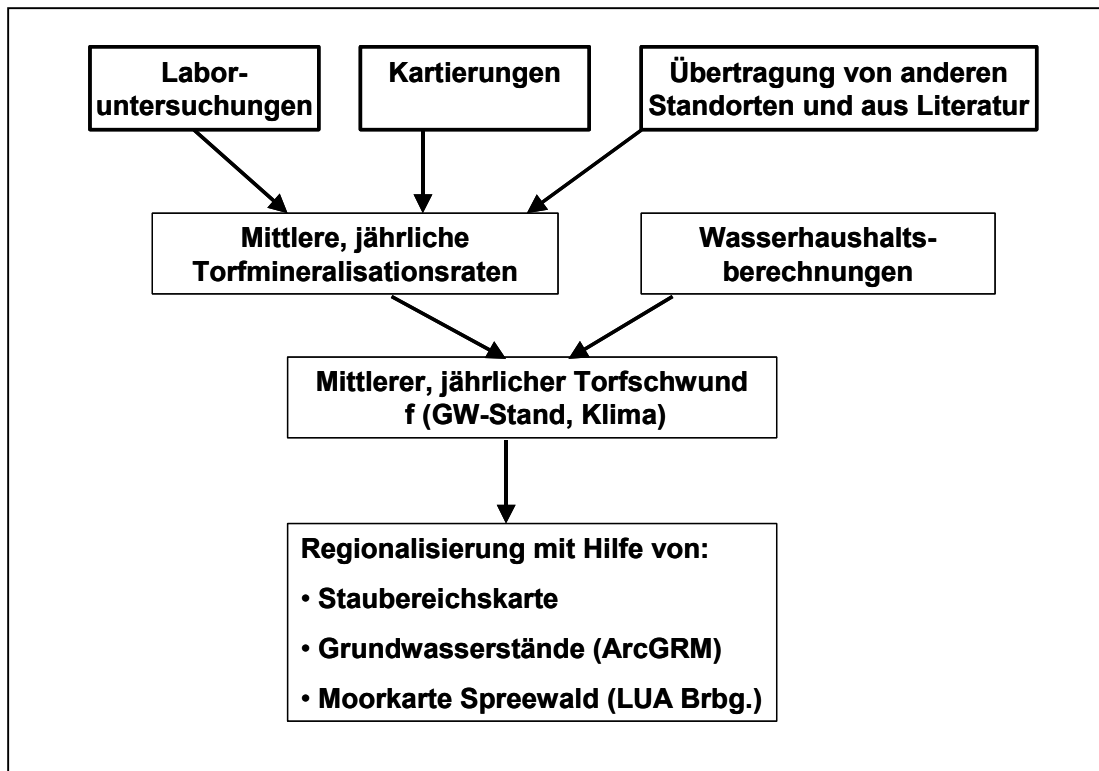 Labor-
untersuchungen
Kartierungen
Übertragung von anderen
Standorten und aus Literatur
Mittlere, jährliche
Torfmineralisationsraten
Wasserhaushalts-
berechnungen
Mittlerer, jährlicher Torfschwund
f (GW-Stand, Klima)
Regionalisierung mit Hilfe von:
• Staubereichskarte
• Grundwasserstände (ArcGRM)
• Moorkarte Spreewald (LUA Brbg.)